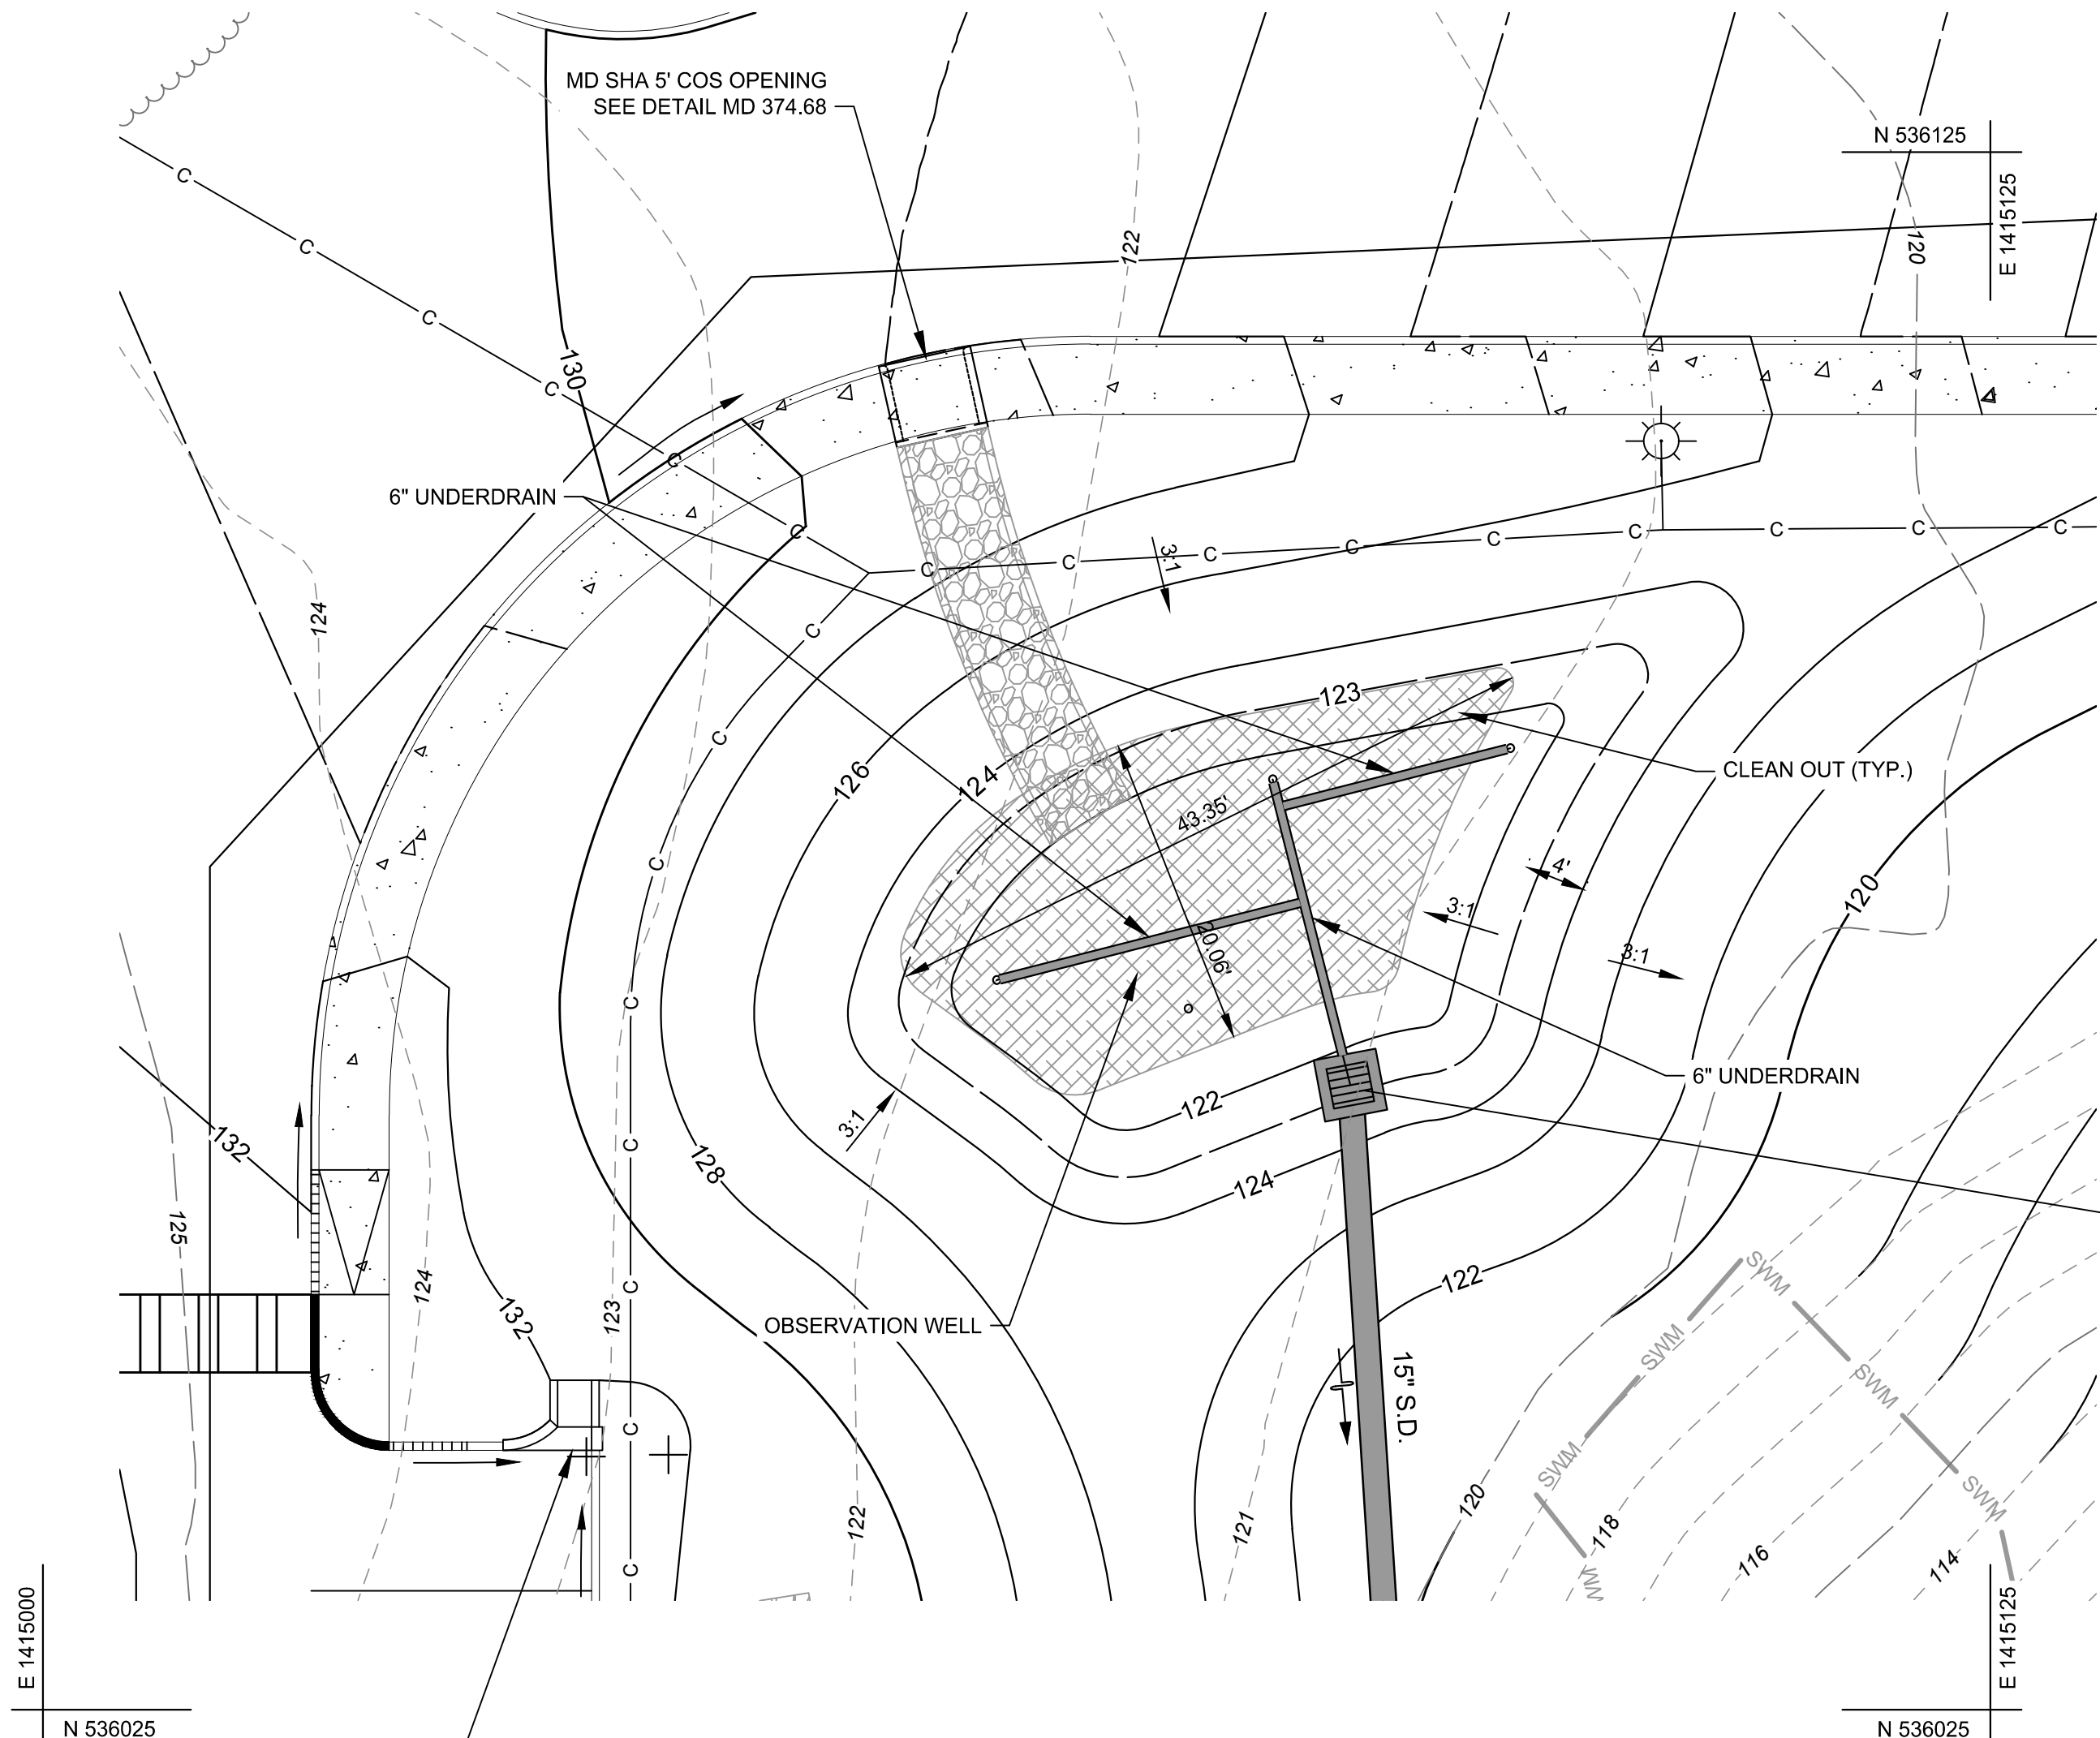 MD SHA 5' COS OPENING
SEE DETAIL MD 374.68
N 536125
E 1415125
C
C
C
C
C
C
122
120
130
6" UNDERDRAIN
C
C
C
C
C
C
C
C
C
3:1
124
C
C
C
123
126
124
CLEAN OUT (TYP.)
43.35'
4'
120
20.06'
3:1
3:1
C
6" UNDERDRAIN
122
3:1
132
C
128
124
125
124
132
123
C
122
OBSERVATION WELL
15" S.D.
SWM
SWM
SWM
SWM
SWM
C
122
121
120
118
116
114
C
E 1415000
N 536025
E 1415125
N 536025